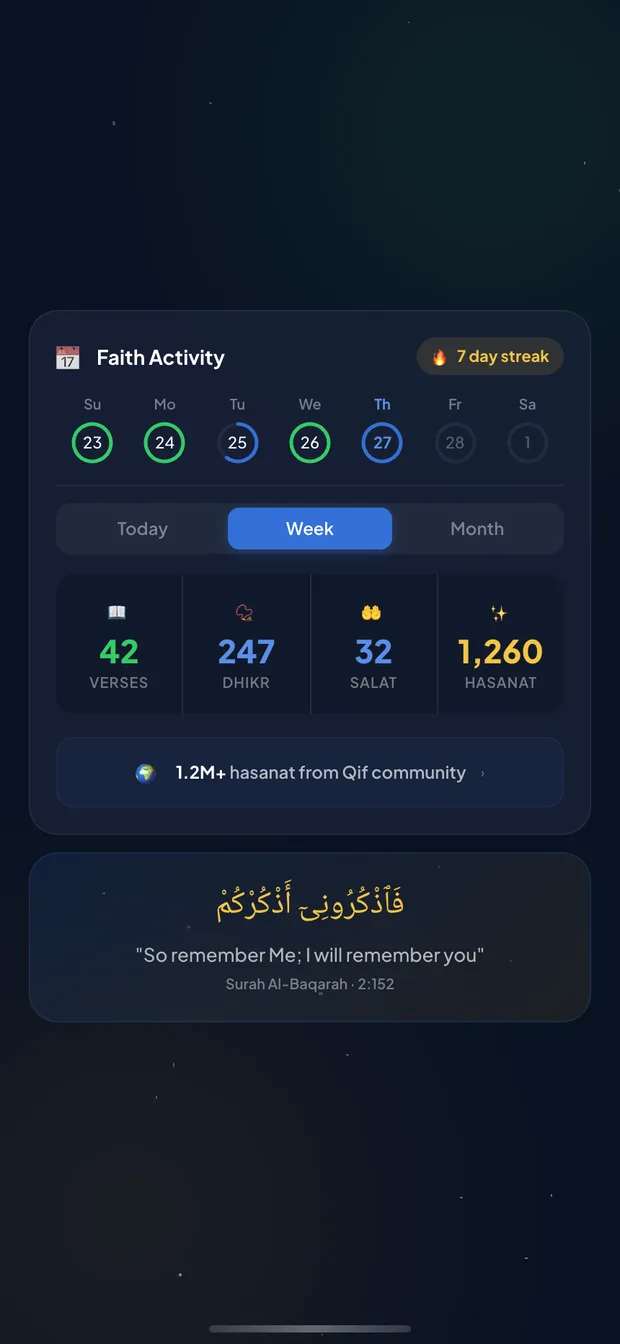 17
Faith Activity
🔥 7 day streak
Su Mo Tu We Th Fr Sa
23 24 25 26 27 28 1
Today Week Month
42 247 32 1,260
VERSES DHIKR SALAT HASANAT
1.2M+ hasanat from Qif community ›
فَٱذْكُرُونِىٓ أَذْكُرْكُمْ
"So remember Me; I will remember you"
Surah Al-Baqarah · 2:152